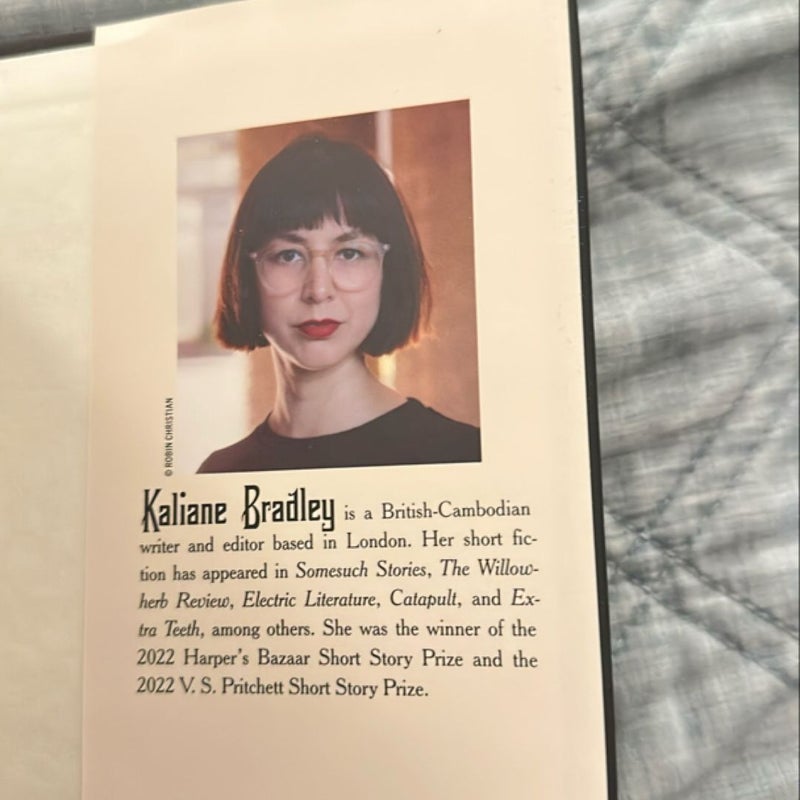 © ROBIN CHRISTIAN
Kaliane Bradley is a British-Cambodian
writer and editor based in London. Her short fic-
tion has appeared in Somesuch Stories, The Willow-
herb Review, Electric Literature, Catapult, and Ex-
tra Teeth, among others. She was the winner of the
2022 Harper's Bazaar Short Story Prize and the
2022 V. S. Pritchett Short Story Prize.